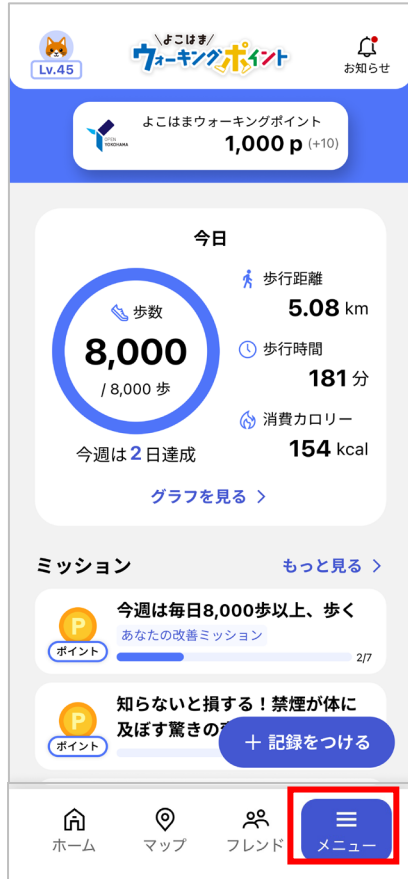 よこはま
ウォーキングポイント
Lv.45
お知らせ
よこはまウォーキングポイント
OPEN
YOKOHAMA
1,000 p (+10)
今日
歩数
8,000
/ 8,000 歩
今週は2日達成
歩行距離
5.08 km
歩行時間
181 分
消費カロリー
154 kcal
グラフを見る
ミッション
もっと見る
P
ポイント
今週は毎日8,000歩以上、歩く
あなたの改善ミッション
2/7
P
ポイント
知らないと損する！禁煙が体に
及ぼす驚きの
＋ 記録をつける
ホーム
マップ
フレンド
メニュー